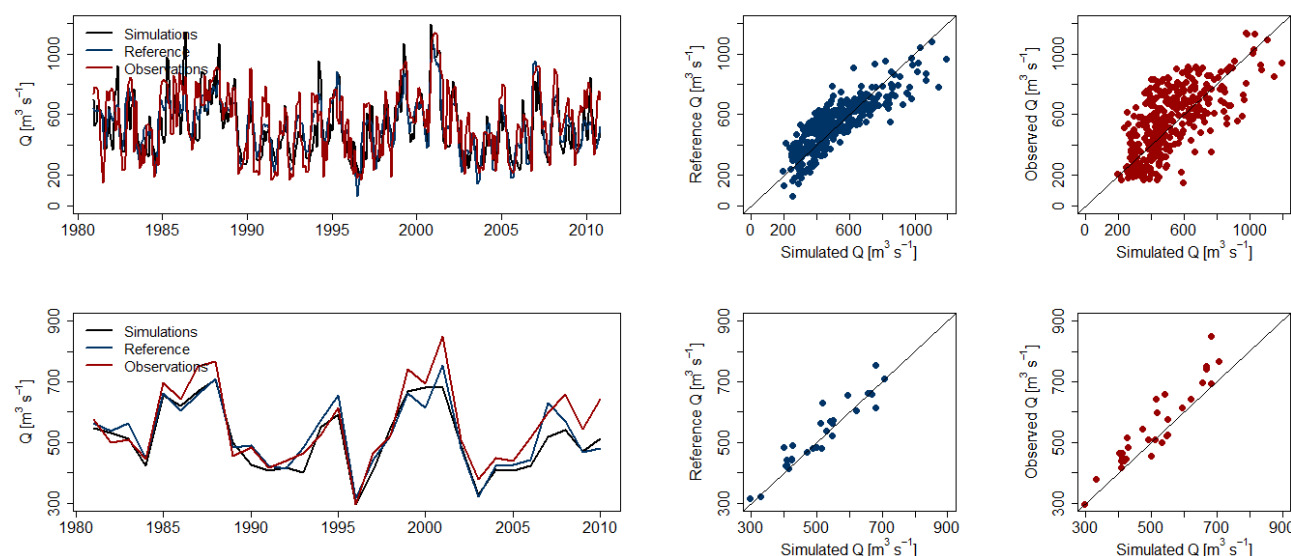 Q [m³ s⁻¹]
0 200 400 600 800 1000
Simulations
Reference
Observations
1980 1985 1990 1995 2000 2005 2010
Reference Q [m³ s⁻¹]
0 200 600 1000
200 600 1000
Simulated Q [m³ s⁻¹]
Observed Q [m³ s⁻¹]
0 200 600 1000
200 600 1000
Simulated Q [m³ s⁻¹]
Q [m³ s⁻¹]
300 500 700 900
Simulations
Reference
Observations
1980 1985 1990 1995 2000 2005 2010
Reference Q [m³ s⁻¹]
300 500 700 900
300 500 700 900
Simulated Q [m³ s⁻¹]
Observed Q [m³ s⁻¹]
300 500 700 900
300 500 700 900
Simulated Q [m³ s⁻¹]